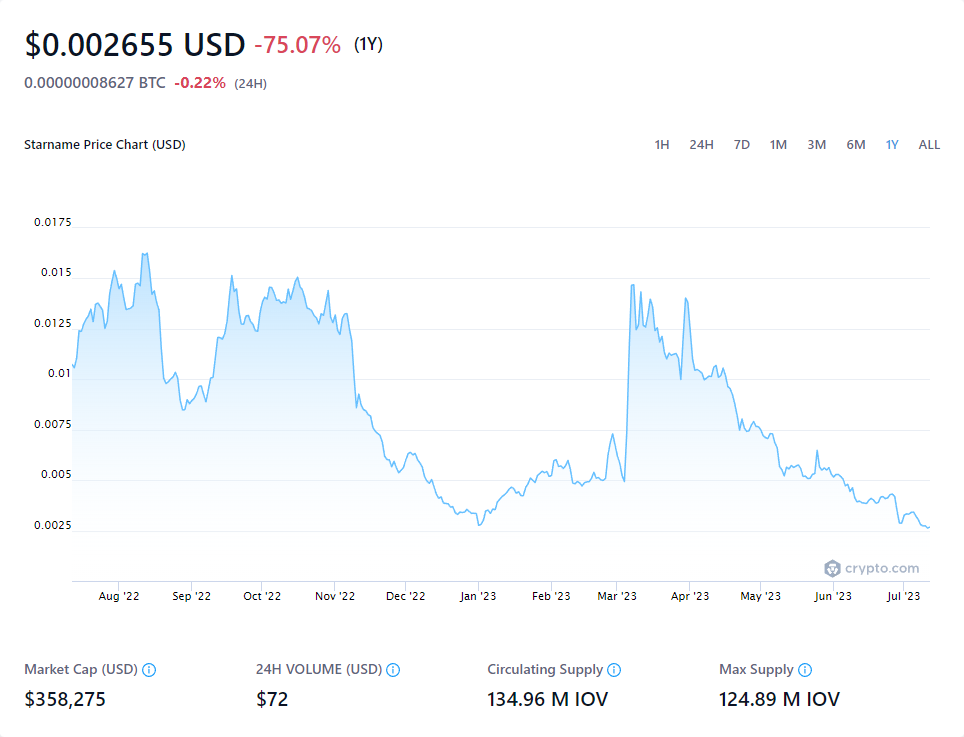 $0.002655 USD -75.07% (1Y)
0.00000008627 BTC -0.22% (24H)
Starname Price Chart (USD) 1H 24H 7D 1M 3M 6M 1Y ALL
0.0175
0.015
0.0125
0.01
0.0075
0.005
0.0025
crypto.com
Aug '22 Sep '22 Oct '22 Nov '22 Dec '22 Jan '23 Feb '23 Mar '23 Apr '23 May '23 Jun '23 Jul '23
Market Cap (USD) 24H VOLUME (USD) Circulating Supply Max Supply
$358,275 $72 134.96 M IOV 124.89 M IOV